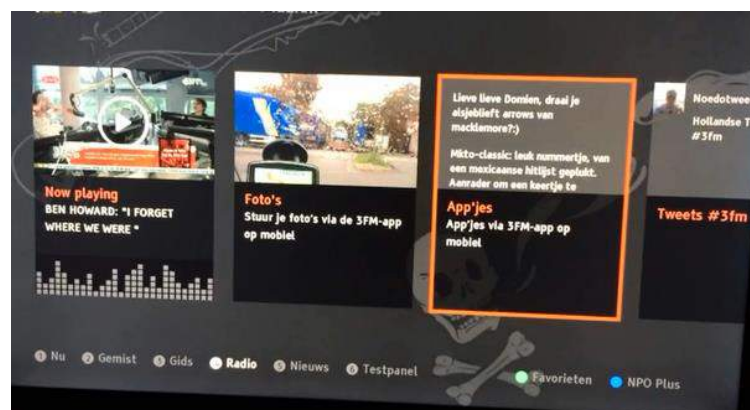 Now playing
BEN HOWARD: "I FORGET
WHERE WE WERE "
Foto's
Stuur je foto's via de 3FM-app
op mobiel
Lieve lieve Domien, draai je
alsjeblieft arrows van
macklemore?:)
Mkto-classic: leuk nummertje, van
een mexicaanse hitlijst geplukt.
Aanrader om een keertje te
App'jes
App'jes via 3FM-app op
mobiel
Noedotwee
Hollandse T
#3fm
Tweets #3fm
1 Nu 2 Gemist 3 Gids Radio 5 Nieuws 6 Testpanel
Favorieten NPO Plus